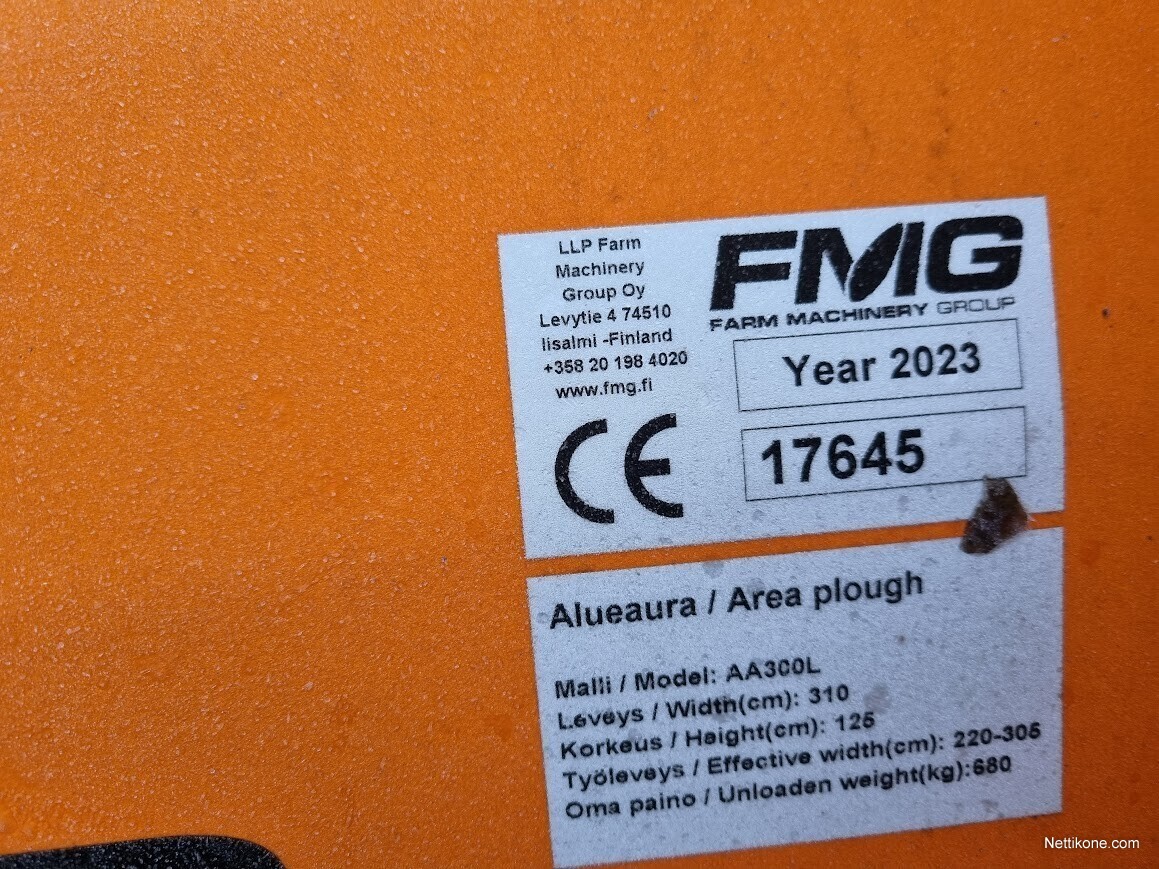 LLP Farm
Machinery
Group Oy
Levytie 4 74510
Iisalmi -Finland
+358 20 198 4020
www.fmg.fi
CE
FMG
FARM MACHINERY GROUP
Year 2023
17645
Alueaura / Area plough
Malli / Model: AA300L
Leveys / Width(cm): 310
Korkeus / Height(cm): 125
Työleveys / Effective width(cm): 220-305
Oma paino / Unloaden weight(kg):680
Nettikone.com